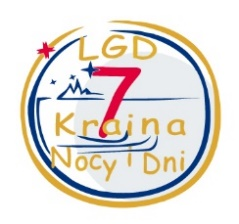 LGD
7
Kraina
Nocy i Dni